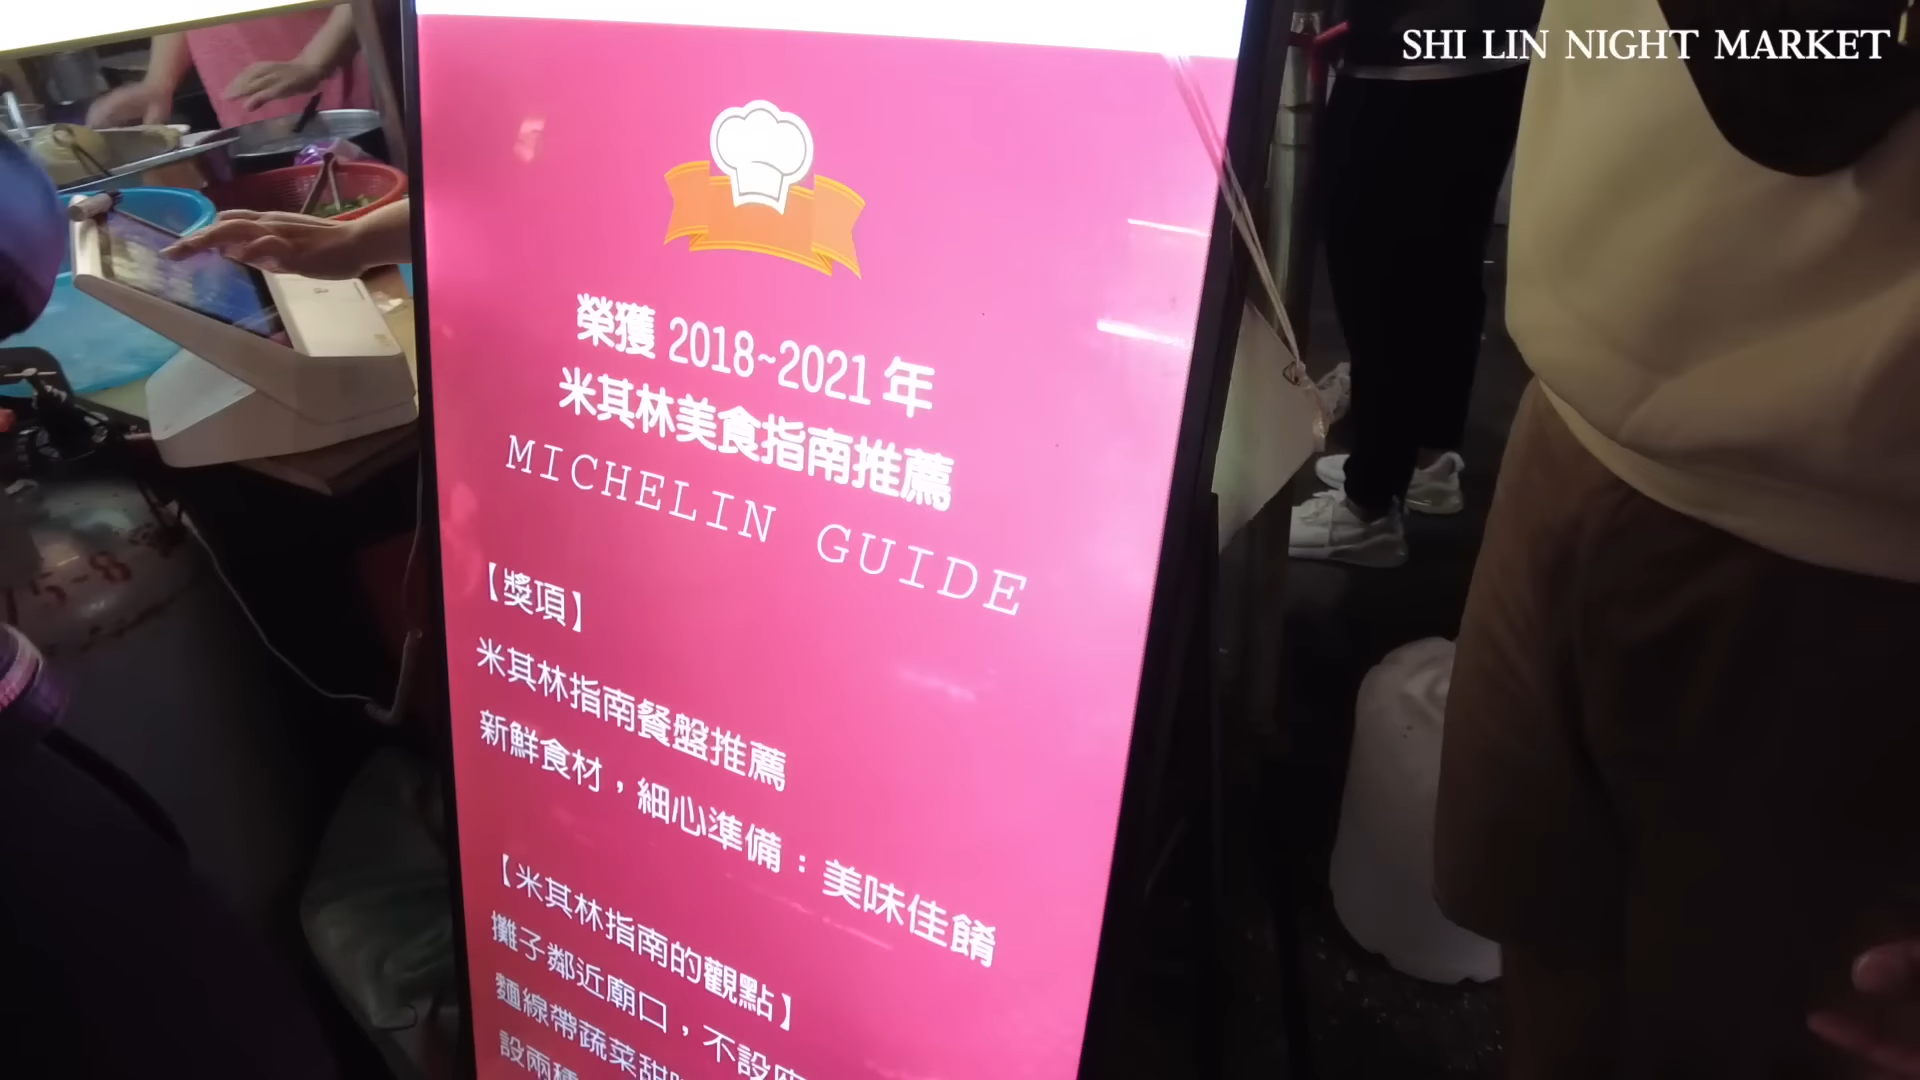 SHI LIN NIGHT MARKET
榮獲 2018~2021 年
米其林美食指南推薦
MICHELIN GUIDE
【獎項】
米其林指南餐盤推薦
新鮮食材，細心準備：美味佳餚
【米其林指南的觀點】
攤子鄰近廟口，不設
麵線帶蔬菜甜
設兩種